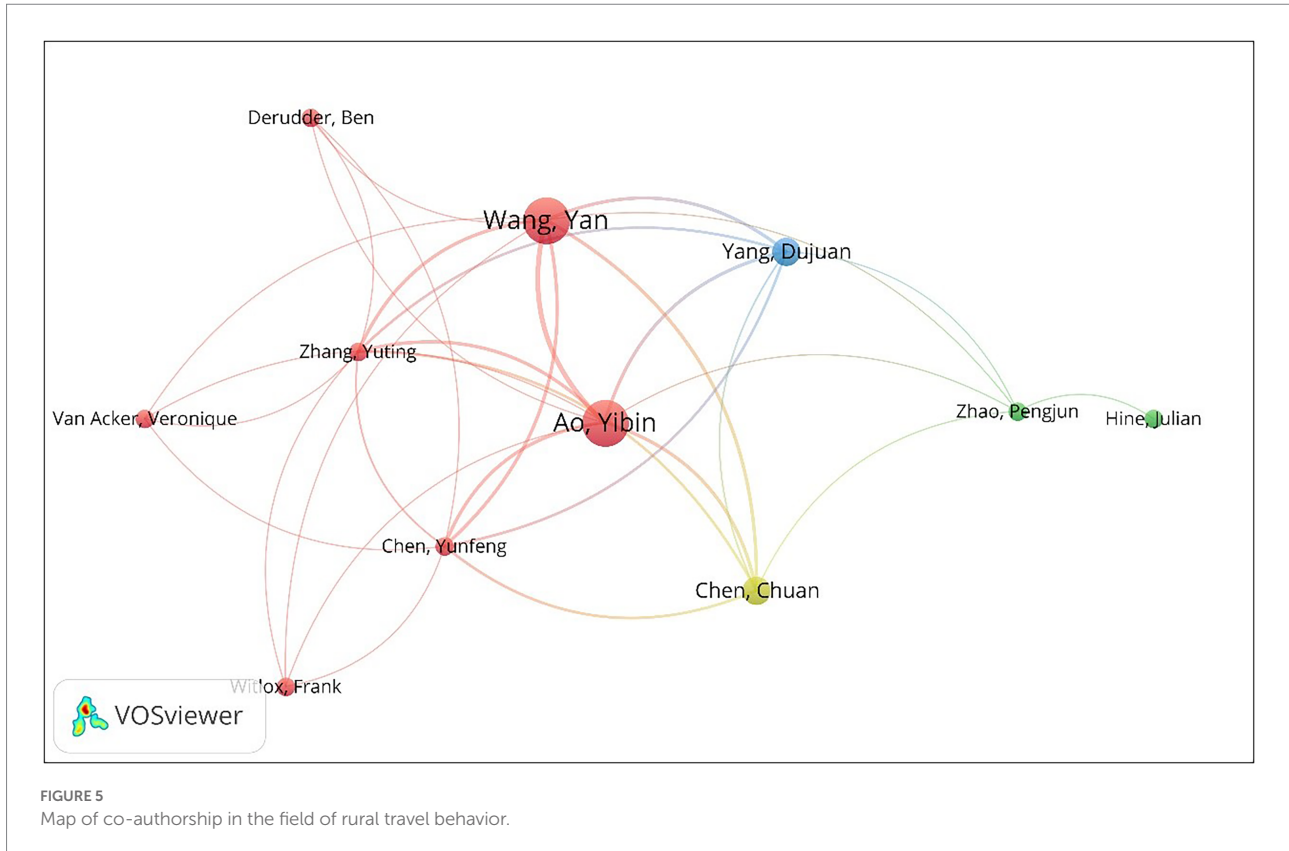 Derudder, Ben
Wang, Yan
Yang, Dujuan
Zhang, Yuting
Van Acker, Veronique
Ao, Yibin
Zhao, Pengjun
Hine, Julian
Chen, Yunfeng
Chen, Chuan
Witlox, Frank
VOSviewer
FIGURE 5
Map of co-authorship in the field of rural travel behavior.